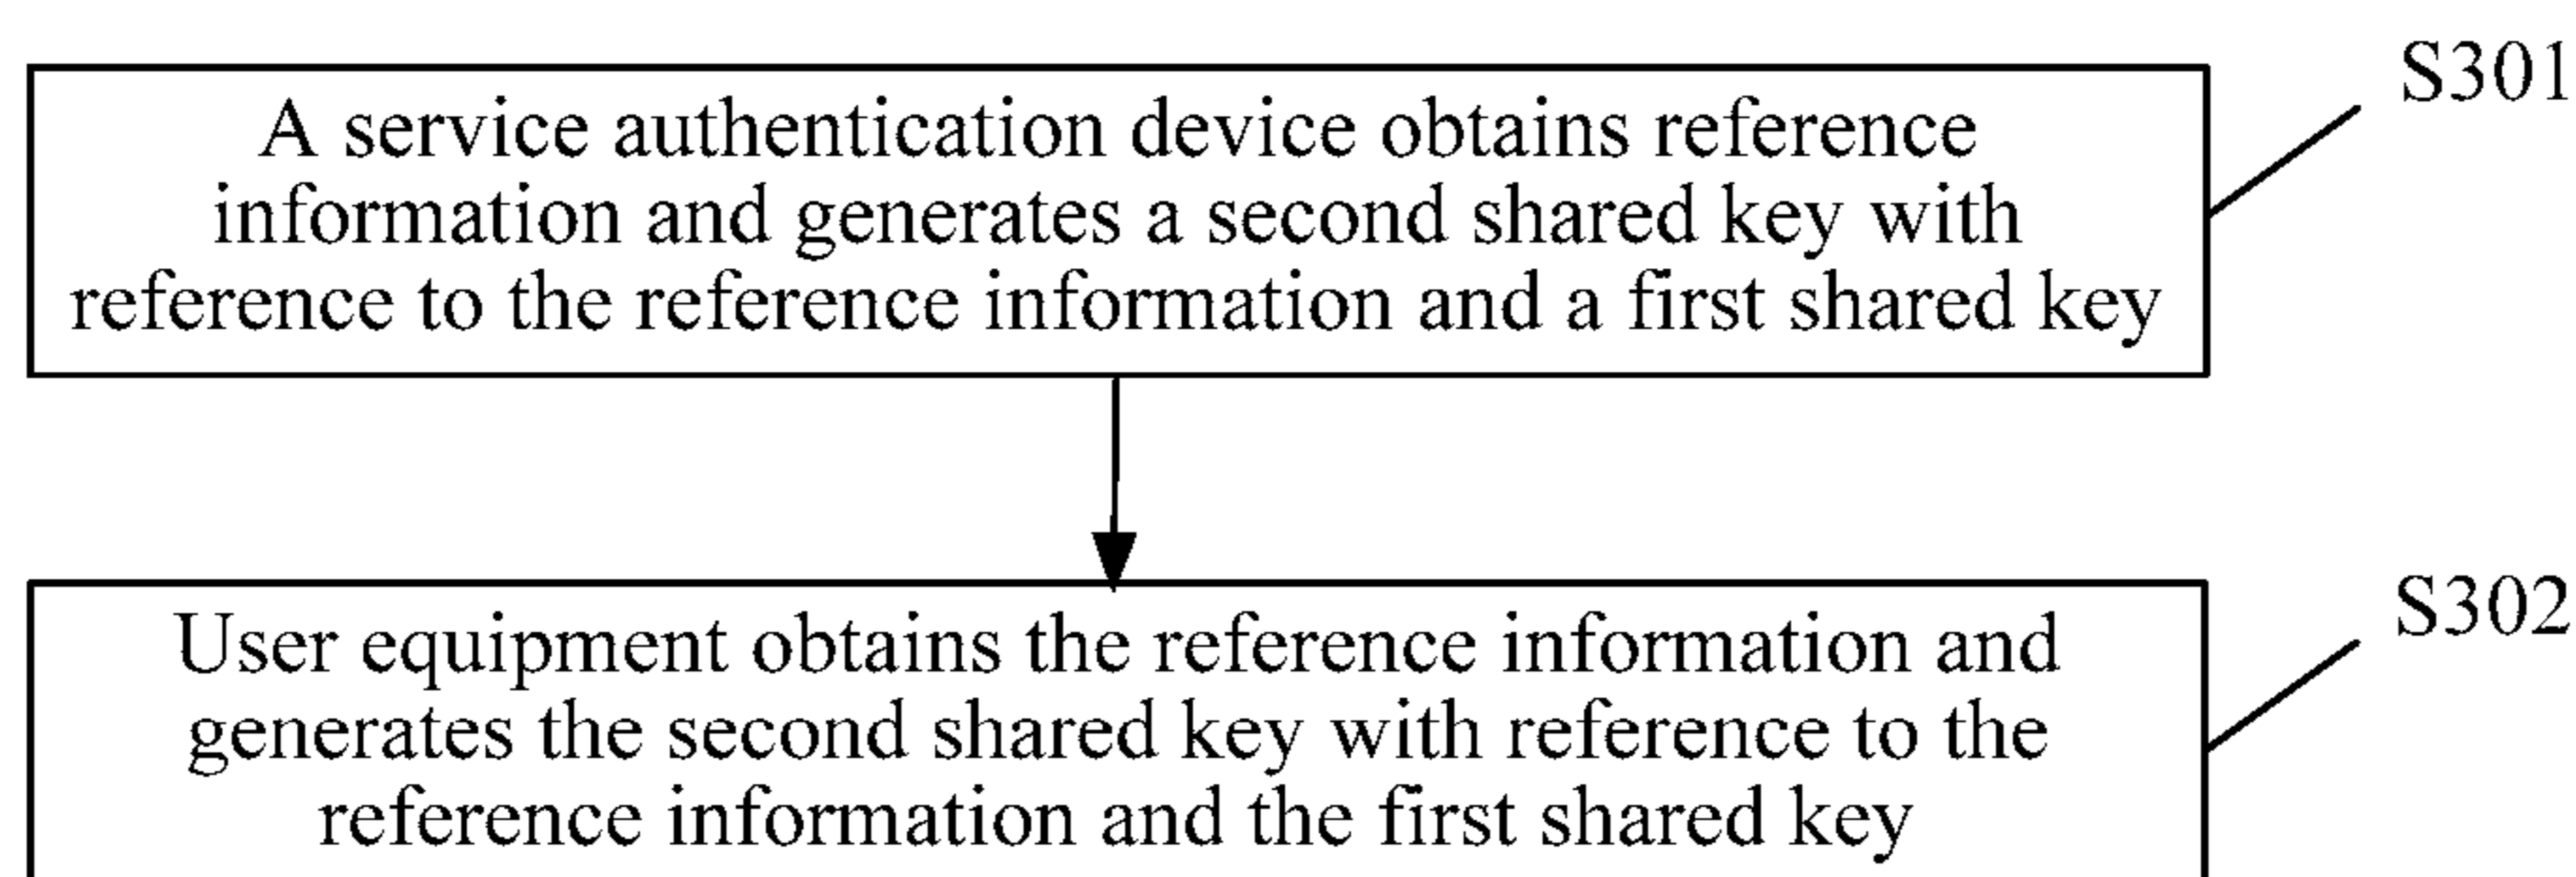 S301
A service authentication device obtains reference
information and generates a second shared key with
reference to the reference information and a first shared key
S302
User equipment obtains the reference information and
generates the second shared key with reference to the
reference information and the first shared key